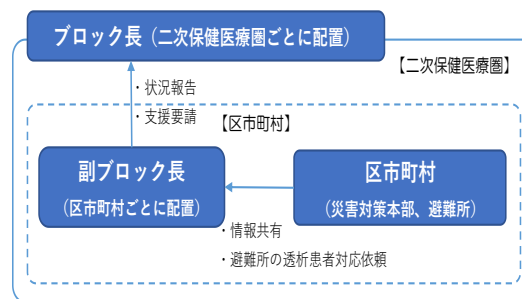 ブロック長（二次保健医療圏ごとに配置）
【二次保健医療圏】
・状況報告
・支援要請
【区市町村】
副ブロック長
（区市町村ごとに配置）
区市町村
（災害対策本部、避難所）
・情報共有
・避難所の透析患者対応依頼